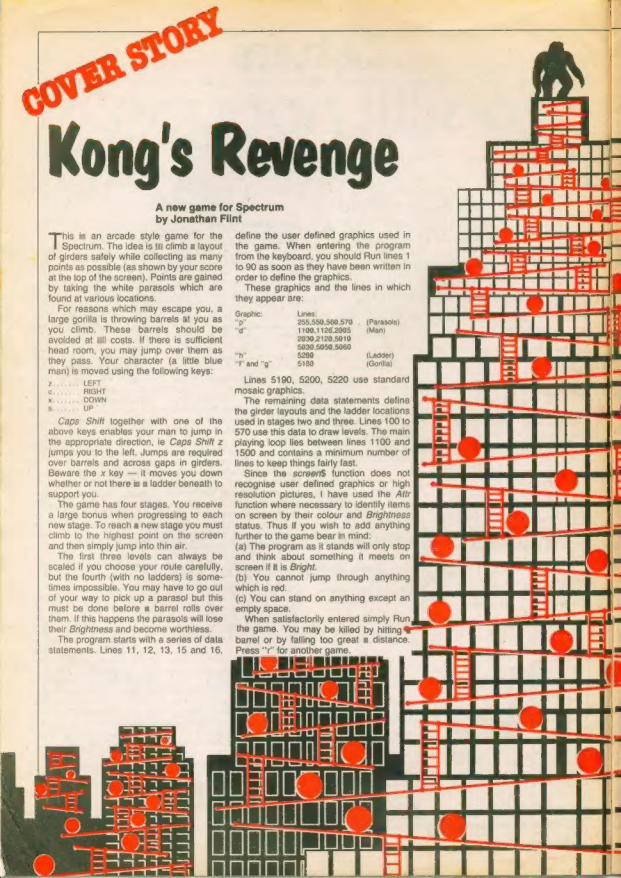 COVER STORY
Kong's Revenge
A new game for Spectrum
by Jonathan Flint
This is an arcade style game for the
Spectrum. The idea is to climb a layout
of girders safely while collecting as many
points as possible (as shown by your score
at the top of the screen). Points are gained
by taking the white parasols which are
found at various locations.
For reasons which may escape you, a
large gorilla is throwing barrels at you as
you climb. These barrels should be
avoided at all costs. If there is sufficient
head room, you may jump over them as
they pass. Your character (a little blue
man) is moved using the following keys:
z....... LEFT
c....... RIGHT
x....... DOWN
s....... UP
Caps Shift together with one of the
above keys enables your man to jump in
the appropriate direction, ie Caps Shift z
jumps you to the left. Jumps are required
over barrels and across gaps in girders.
Beware the x key — it moves you down
whether or not there is a ladder beneath to
support you.
The game has four stages. You receive
a large bonus when progressing to each
new stage. To reach a new stage you must
climb to the highest point on the screen
and then simply jump into thin air.
The first three levels can always be
scaled if you choose your route carefully,
but the fourth (with no ladders) is some-
times impossible. You may have to go out
of your way to pick up a parasol but this
must be done before a barrel rolls over
them. If this happens the parasols will lose
their Brightness and become worthless.
The program starts with a series of data
statements. Lines 11, 12, 13, 15 and 16,
define the user defined graphics used in
the game. When entering the program
from the keyboard, you should Run lines 1
to 90 as soon as they have been written in
order to define the graphics.
These graphics and the lines in which
they appear are:
Graphic: Lines:
"p" 255,550,560,570 (Parasols)
"d" 1100,1126,2005 (Man)
2030,2120,5010
5030,5050,5060
"h" 5280 (Ladder)
"f" and "g" 5180 (Gorilla)
Lines 5190, 5200, 5220 use standard
mosaic graphics.
The remaining data statements define
the girder layouts and the ladder locations
used in stages two and three. Lines 100 to
570 use this data to draw levels. The main
playing loop lies between lines 1100 and
1500 and contains a minimum number of
lines to keep things fairly fast.
Since the screen$ function does not
recognise user defined graphics or high
resolution pictures, I have used the Attr
function where necessary to identify items
on screen by their colour and Brightness
status. Thus if you wish to add anything
further to the game bear in mind:
(a) The program as it stands will only stop
and think about something it meets on
screen if it is Bright.
(b) You cannot jump through anything
which is red.
(c) You can stand on anything except an
empty space.
When satisfactorily entered simply Run
the game. You may be killed by hitting a
barrel or by falling too great a distance.
Press "r" for another game.